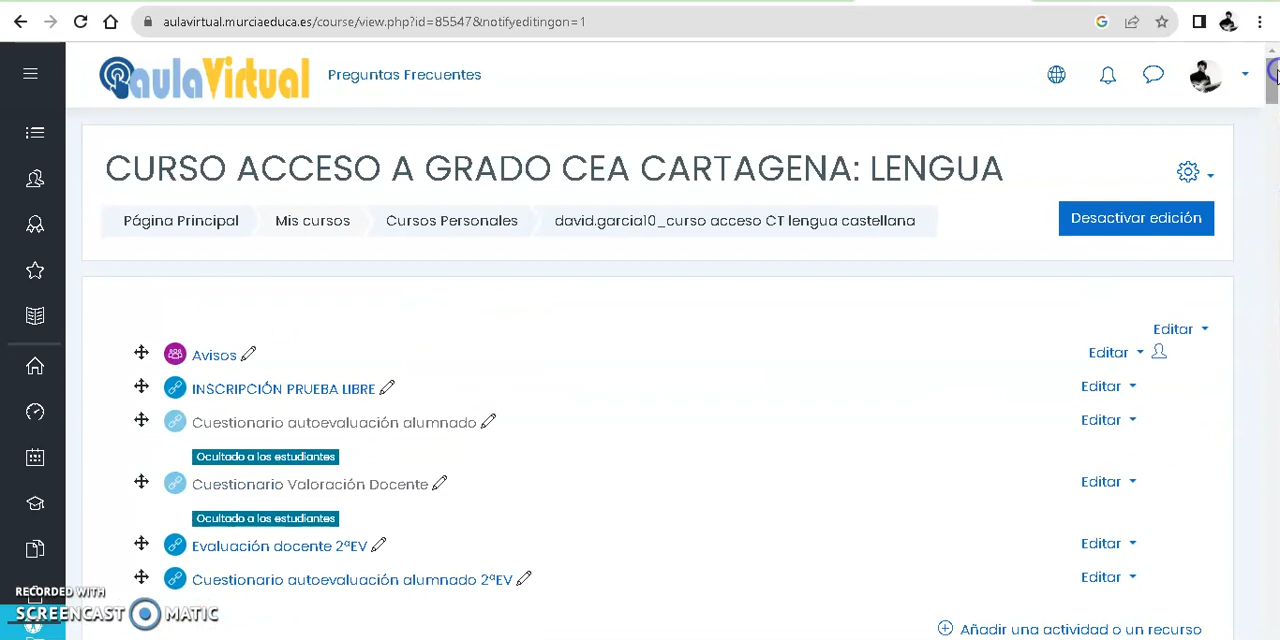 aulavirtual.murciaeduca.es/course/view.php?id=85547&notifyeditingon=1
aulaVirtual Preguntas Frecuentes
CURSO ACCESO A GRADO CEA CARTAGENA: LENGUA
Página Principal Mis cursos Cursos Personales david.garcia10_curso acceso CT lengua castellana Desactivar edición
Editar
Avisos Editar
INSCRIPCIÓN PRUEBA LIBRE Editar
Cuestionario autoevaluación alumnado Editar
Ocultado a los estudiantes
Cuestionario Valoración Docente Editar
Ocultado a los estudiantes
Evaluación docente 2ªEV Editar
Cuestionario autoevaluación alumnado 2ªEV Editar
RECORDED WITH
SCREENCAST MATIC
Añadir una actividad o un recurso